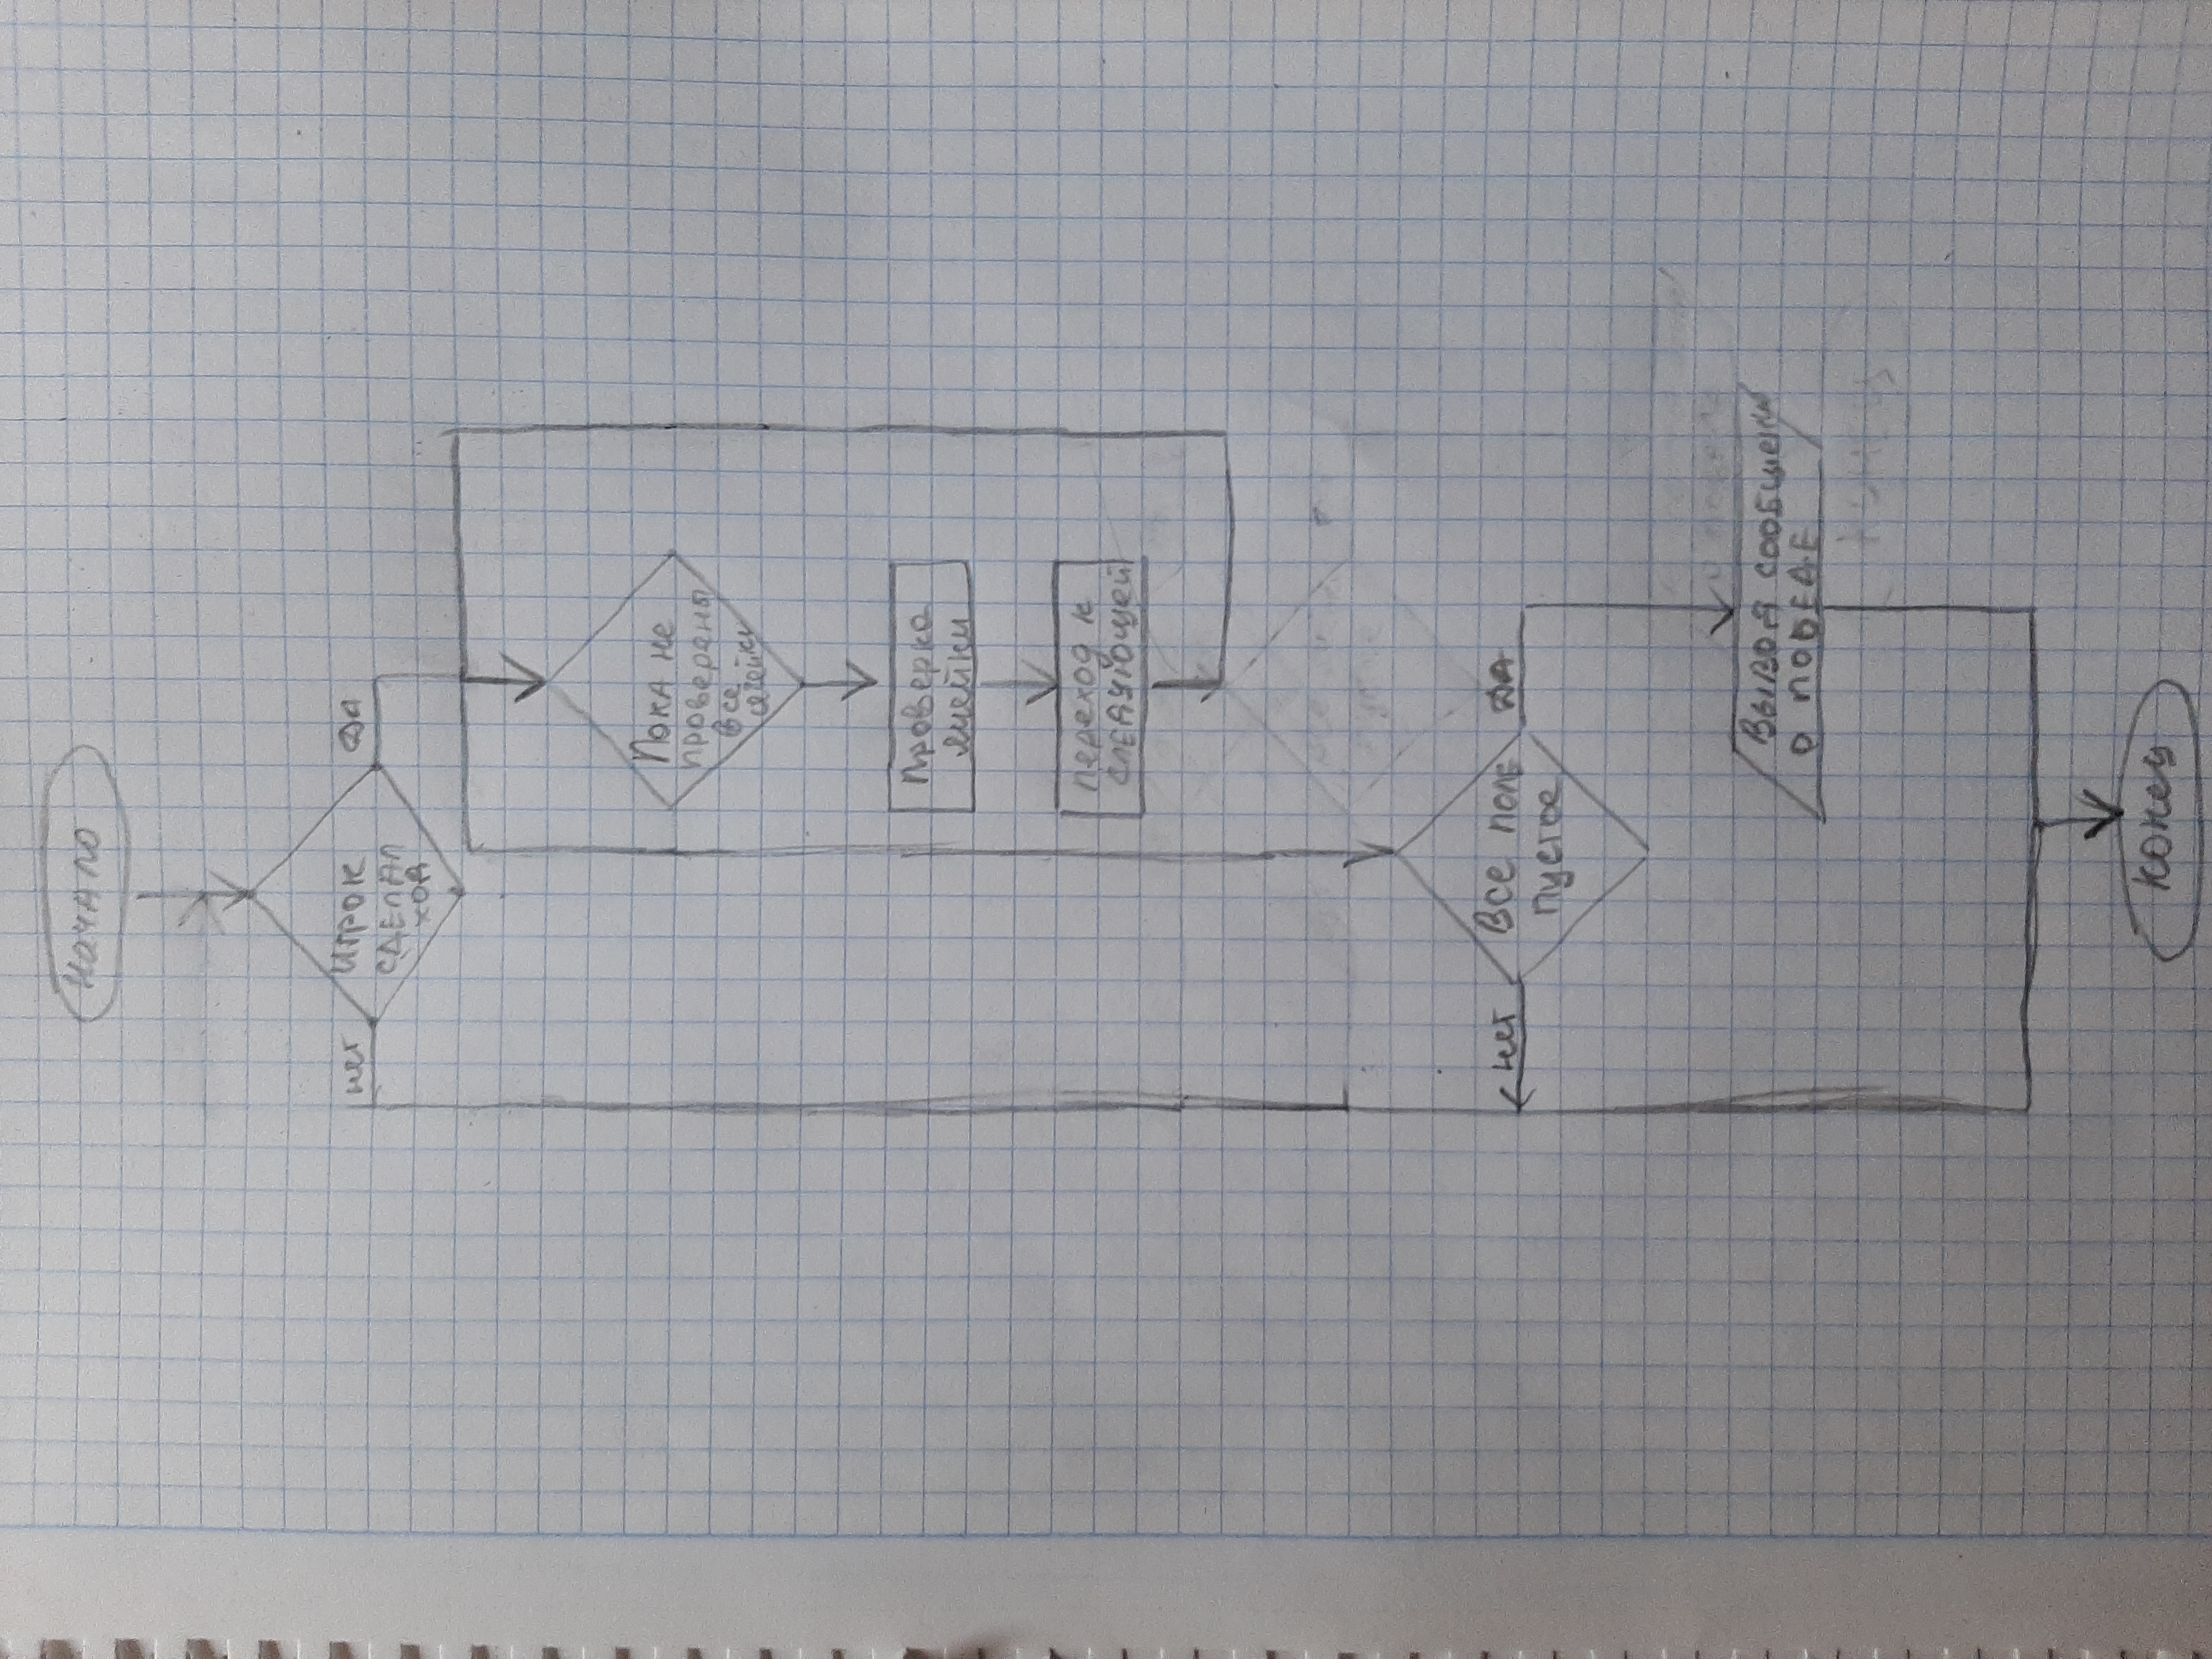 Начало
нет
Игрок
да
сделал
ход
Пока не
проверены
все
ячейки
Проверка
ячейки
переход к
следующей
нет
Все поле
да
пустое
Вывод сообщения
о победе
конец